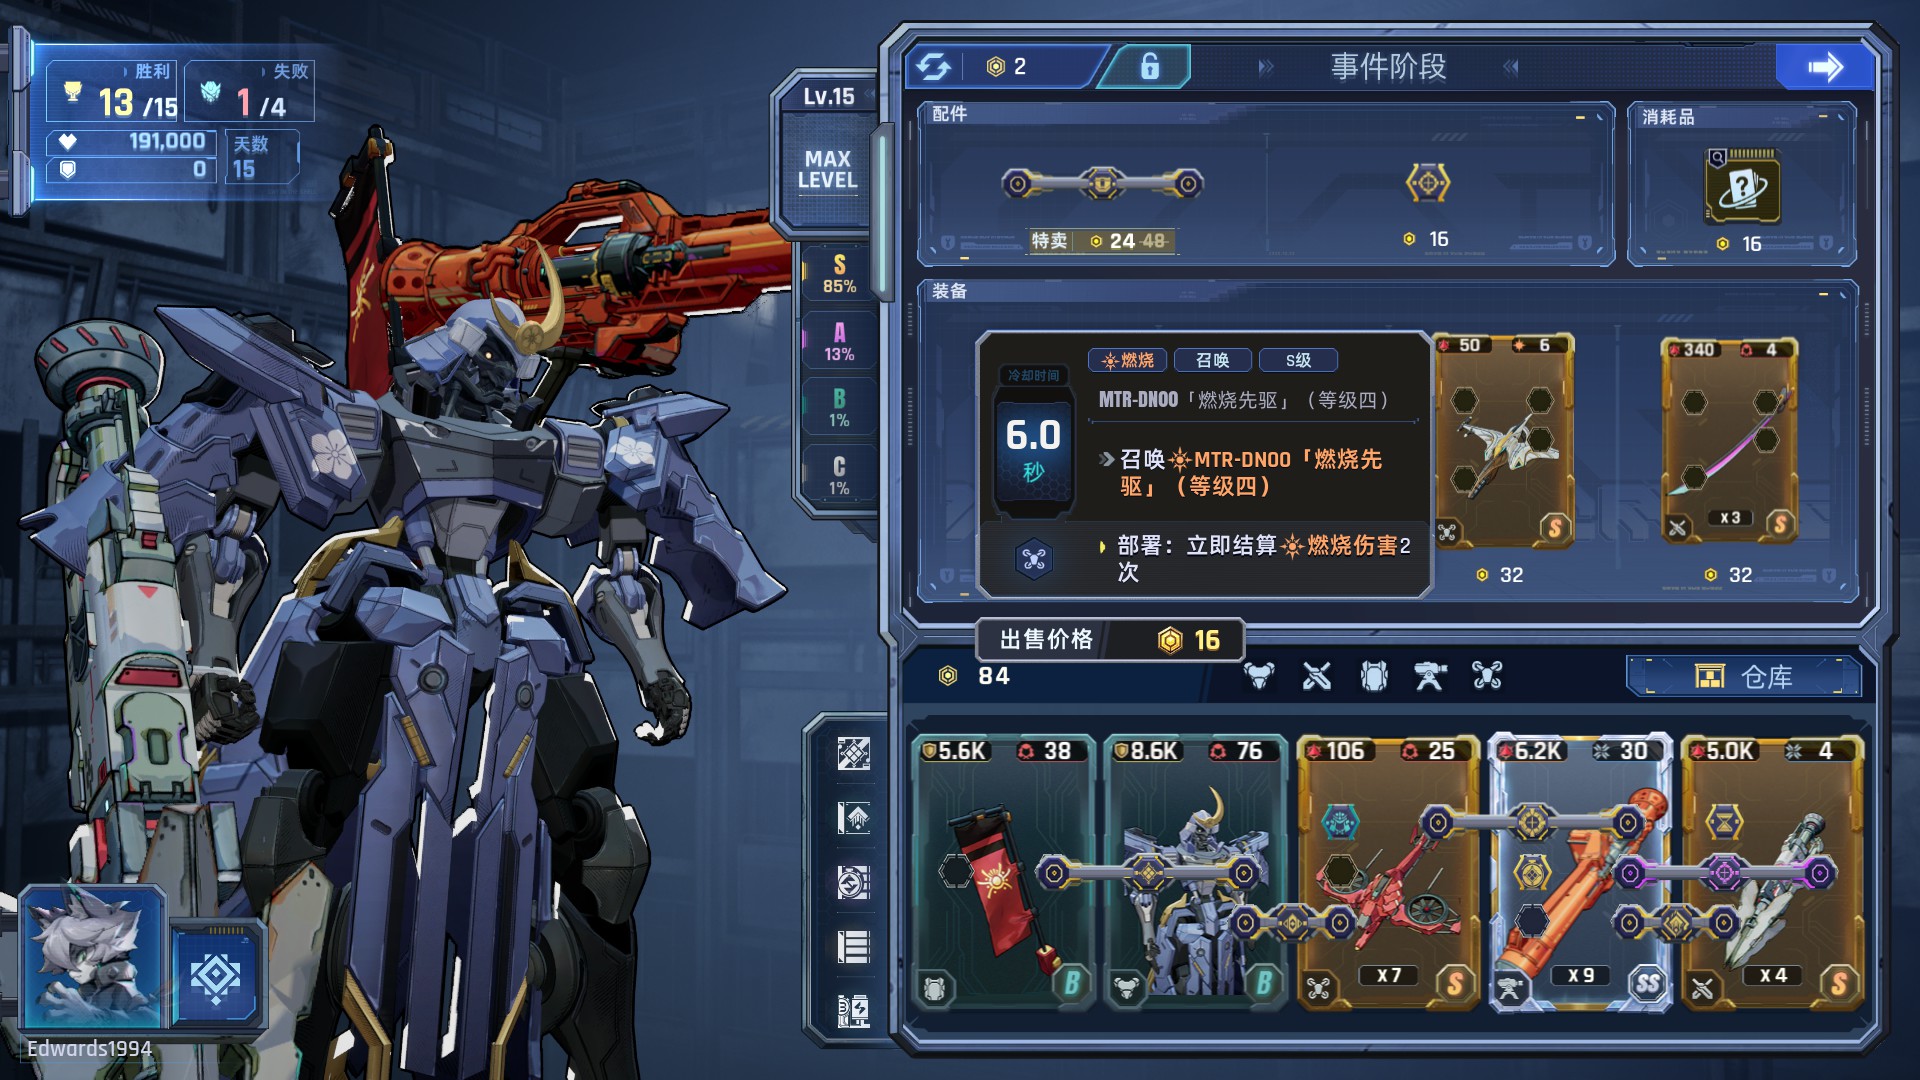 胜利
失败
13 /15
1 /4
191,000
0
天数
15
Lv.15
MAX
LEVEL
S
85%
A
13%
B
1%
C
1%
2
事件阶段
配件
特卖 24 48
16
消耗品
16
装备
燃烧 召唤 S级
冷却时间
6.0
秒
MTR-DN00「燃烧先驱」（等级四）
召唤MTR-DN00「燃烧先
驱」（等级四）
部署：立即结算燃烧伤害2
次
50 6
S
32
340 4
x3
S
32
出售价格 16
84
仓库
5.6K 38
B
8.6K 76
B
106 25
x7
S
6.2K 30
x9
SS
5.0K 4
x4
S
Edwards1994